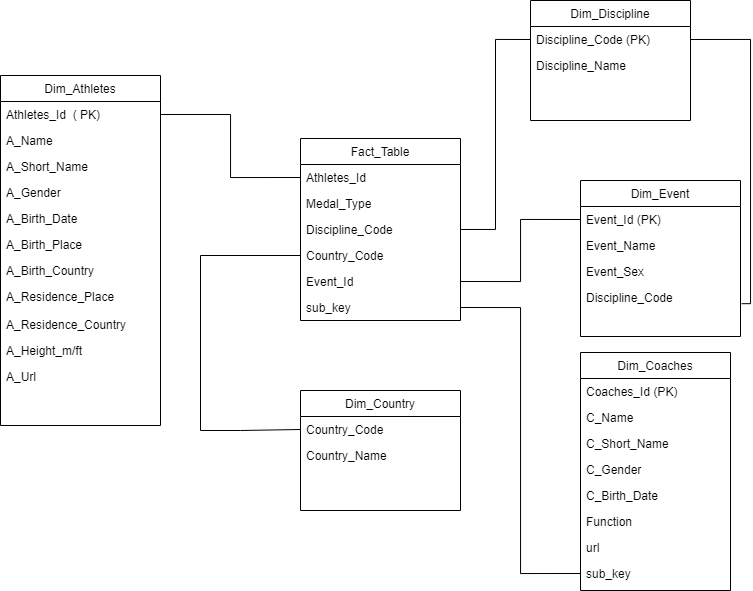 Dim_Discipline
Discipline_Code (PK)
Discipline_Name
Dim_Athletes
Athletes_Id  ( PK)
A_Name
A_Short_Name
A_Gender
A_Birth_Date
A_Birth_Place
A_Birth_Country
A_Residence_Place
A_Residence_Country
A_Height_m/ft
A_Url
Fact_Table
Athletes_Id
Medal_Type
Discipline_Code
Country_Code
Event_Id
sub_key
Dim_Event
Event_Id (PK)
Event_Name
Event_Sex
Discipline_Code
Dim_Country
Country_Code
Country_Name
Dim_Coaches
Coaches_Id (PK)
C_Name
C_Short_Name
C_Gender
C_Birth_Date
Function
url
sub_key